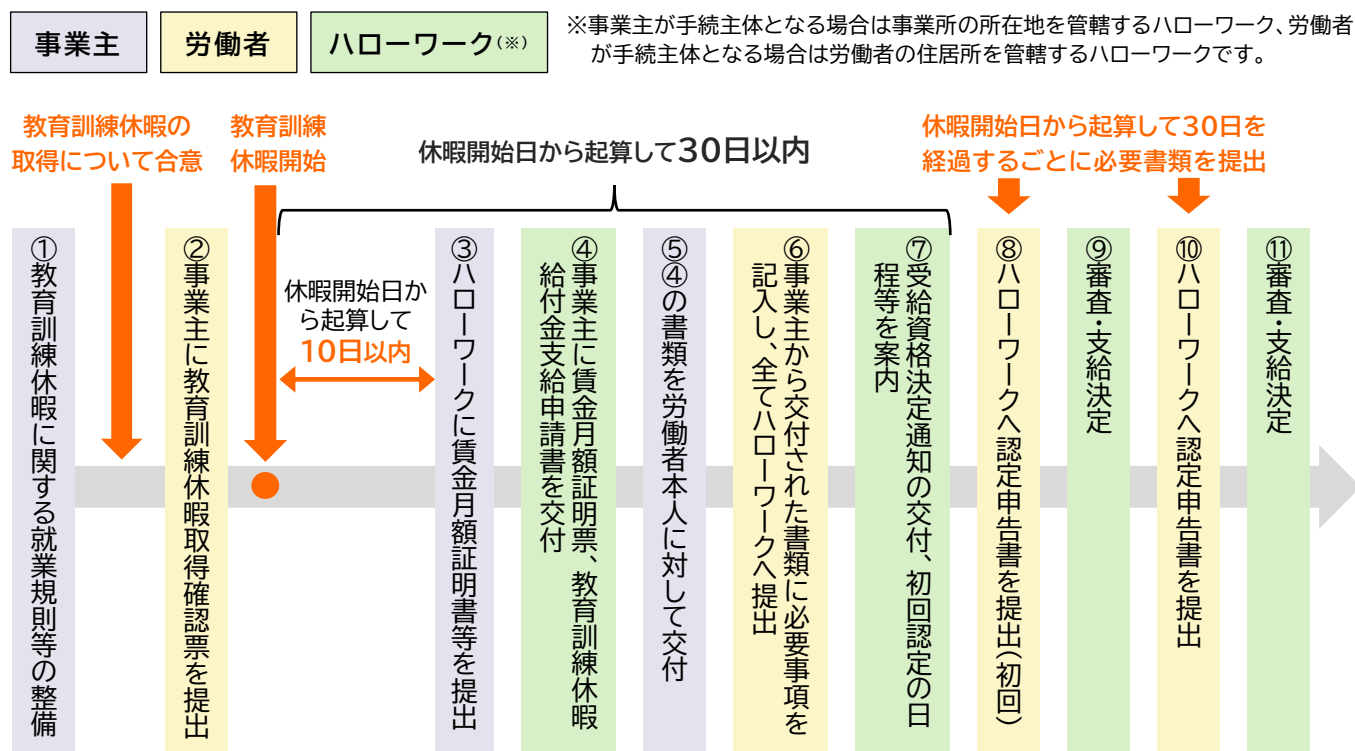 事業主
労働者
ハローワーク(※)
※事業主が手続主体となる場合は事業所の所在地を管轄するハローワーク、労働者
が手続主体となる場合は労働者の住居所を管轄するハローワークです。
教育訓練休暇の
取得について合意
教育訓練
休暇開始
休暇開始日から起算して30日以内
休暇開始日から起算して30日を
経過するごとに必要書類を提出
①教育訓練休暇に関する就業規則等の整備
②事業主に教育訓練休暇取得確認票を提出
休暇開始日か
ら起算して
10日以内
③ハローワークに賃金月額証明書等を提出
④事業主に賃金月額証明票、教育訓練休暇
給付金支給申請書を交付
⑤④の書類を労働者本人に対して交付
⑥事業主から交付された書類に必要事項を
記入し、全てハローワークへ提出
⑦受給資格決定通知の交付、初回認定の日
程等を案内
⑧ハローワークへ認定申告書を提出(初回)
⑨審査・支給決定
⑩ハローワークへ認定申告書を提出
⑪審査・支給決定